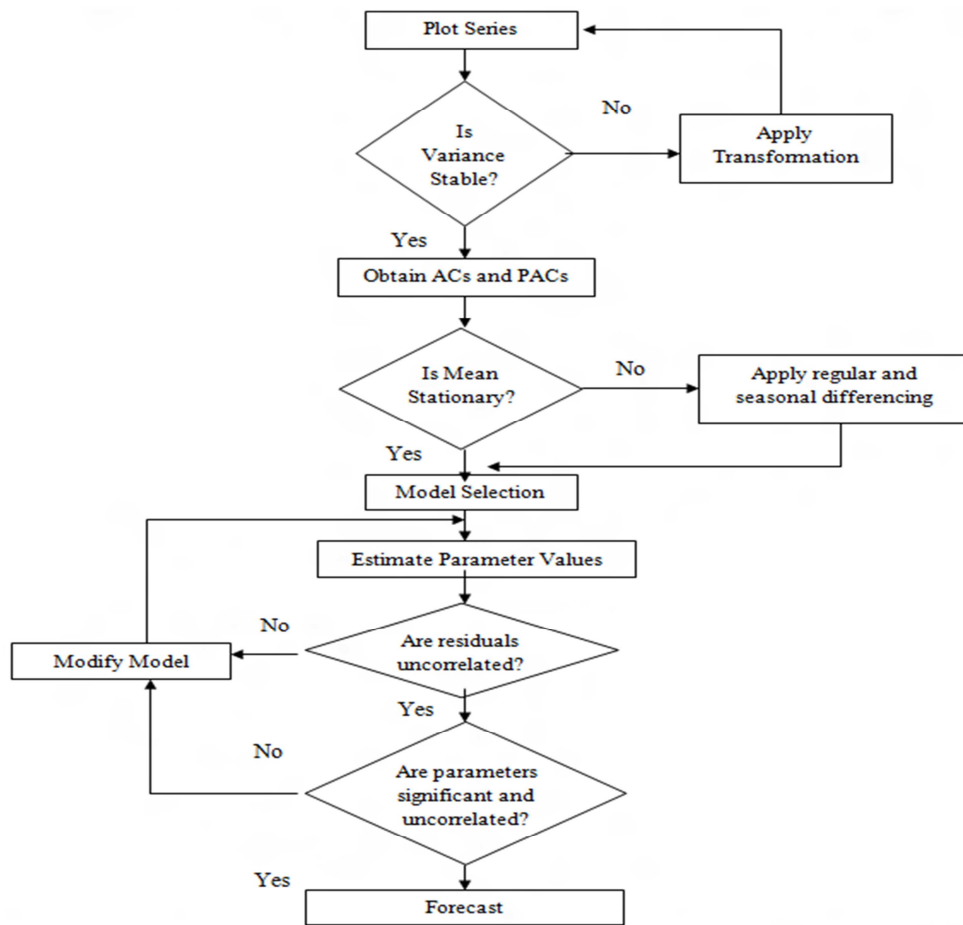 Plot Series
Is
Variance
Stable?
No
Apply
Transformation
Yes
Obtain ACs and PACs
Is Mean
Stationary?
No
Apply regular and
seasonal differencing
Yes
Model Selection
Estimate Parameter Values
Are residuals
uncorrelated?
No
Modify Model
Yes
Are parameters
significant and
uncorrelated?
No
Yes
Forecast